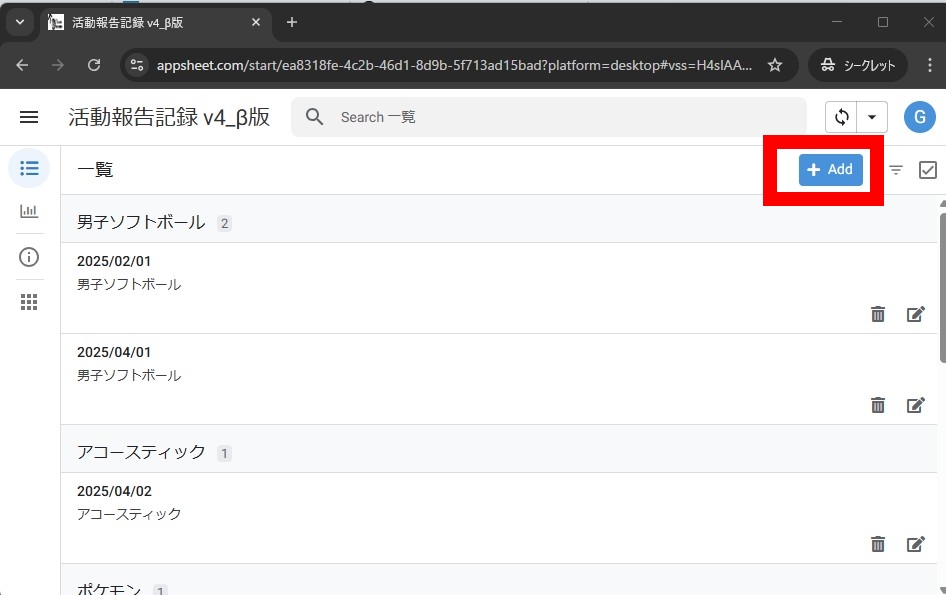 活動報告記録 v4_β版
appsheet.com/start/ea8318fe-4c2b-46d1-8d9b-5f713ad15bad?platform=desktop#vss=H4sIAA...
シークレット
活動報告記録 v4_β版
Search 一覧
G
一覧
Add
男子ソフトボール 2
2025/02/01
男子ソフトボール
2025/04/01
男子ソフトボール
アコースティック 1
2025/04/02
アコースティック
ポケモン 1